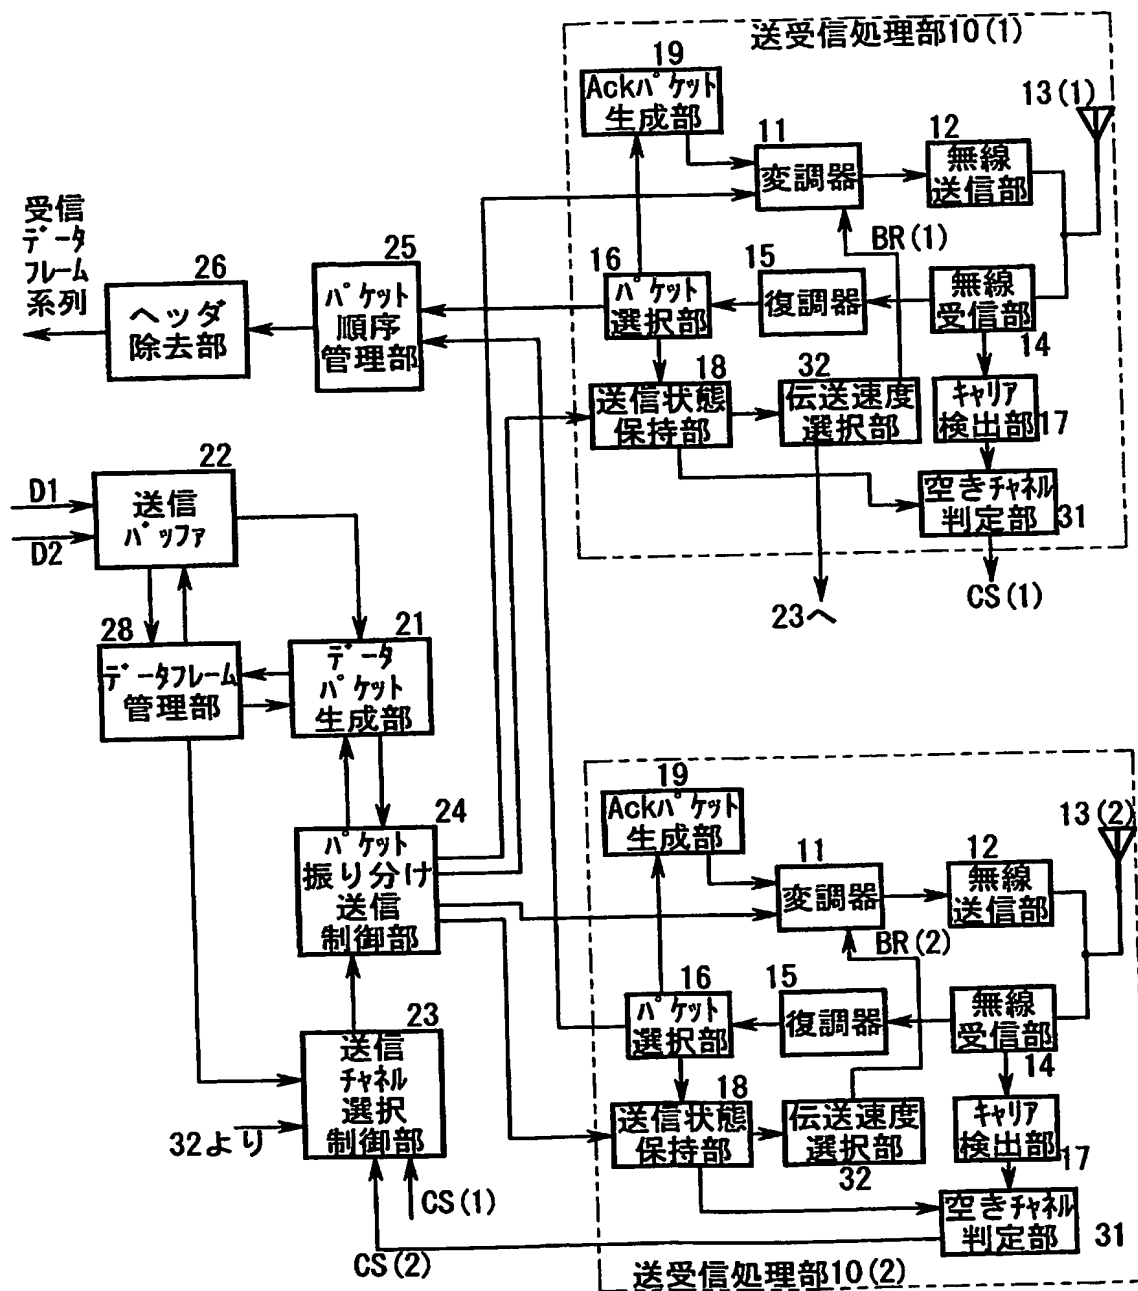 送受信処理部10(1)
19
Ackパケット
生成部
11
変調器
12
無線
送信部
13(1)
BR(1)
16
パケット
選択部
15
復調器
無線
受信部
14
18
送信状態
保持部
32
伝送速度
選択部
キャリア
検出部
17
空きチャネル
判定部
31
CS(1)
23へ
受信
データ
フレーム
系列
26
ヘッダ
除去部
25
パケット
順序
管理部
D1
D2
22
送信
バッファ
28
データフレーム
管理部
21
データ
パケット
生成部
24
パケット
振り分け
送信
制御部
23
送信
チャネル
選択
制御部
32より
CS(1)
CS(2)
19
Ackパケット
生成部
11
変調器
12
無線
送信部
13(2)
BR(2)
16
パケット
選択部
15
復調器
無線
受信部
14
18
送信状態
保持部
伝送速度
選択部
32
キャリア
検出部
17
空きチャネル
判定部
31
送受信処理部10(2)